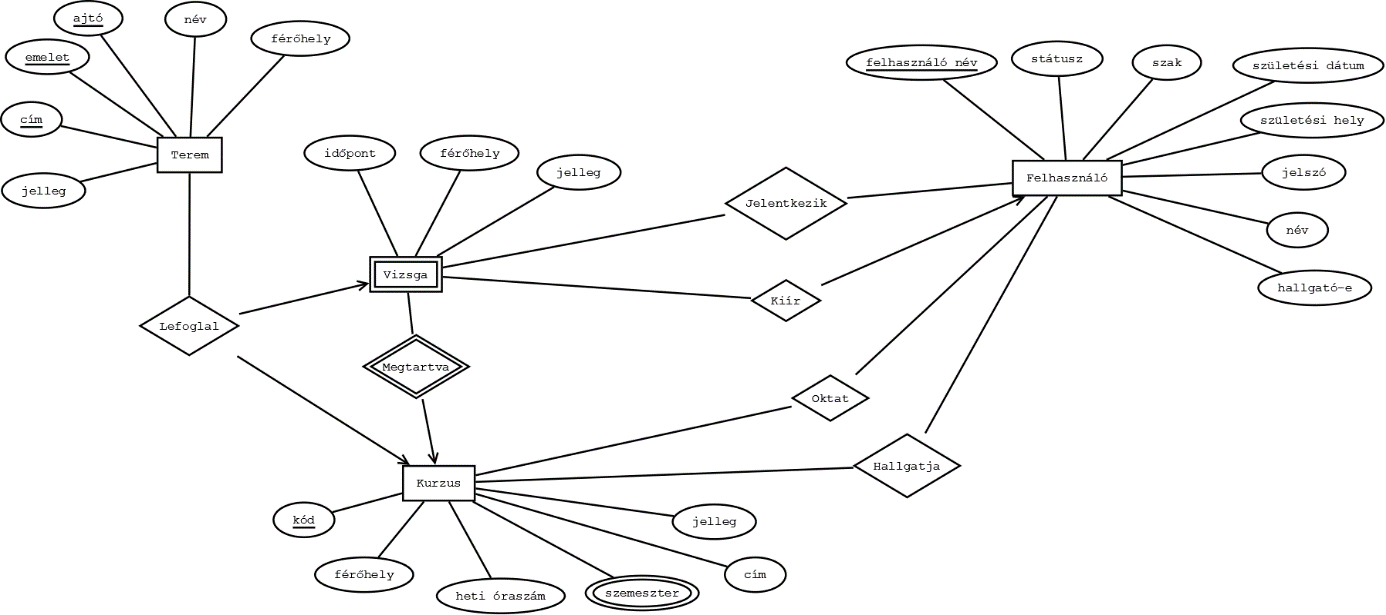 ajtó
név
férőhely
emelet
cím
Terem
jelleg
időpont
férőhely
jelleg
Vizsga
Lefoglal
Megtartva
Jelentkezik
Kiír
Oktat
Hallgatja
felhasználó név
státusz
szak
születési dátum
születési hely
Felhasználó
jelszó
név
hallgató-e
Kurzus
kód
férőhely
heti óraszám
szemeszter
cím
jelleg